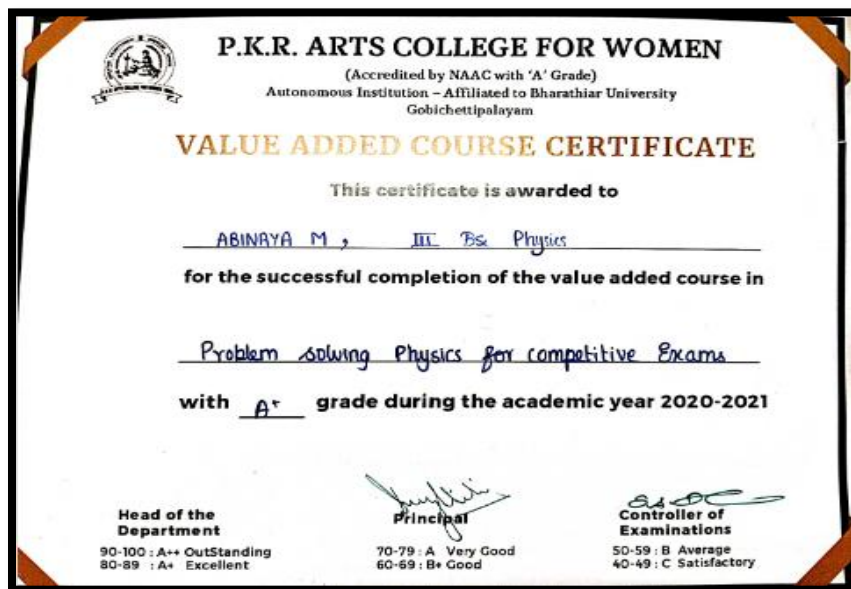 P.K.R. ARTS COLLEGE FOR WOMEN
(Accredited by NAAC with ‘A’ Grade)
Autonomous Institution – Affiliated to Bharathiar University
Gobichettipalayam
VALUE ADDED COURSE CERTIFICATE
This certificate is awarded to
ABINAYA M, III BSc Physics
for the successful completion of the value added course in
Problem solving Physics for competitive Exams
with A+ grade during the academic year 2020-2021
Head of the
Department
Principal
Controller of
Examinations
90-100 : A++ OutStanding
80-89 : A+ Excellent
70-79 : A Very Good
60-69 : B+ Good
50-59 : B Average
40-49 : C Satisfactory